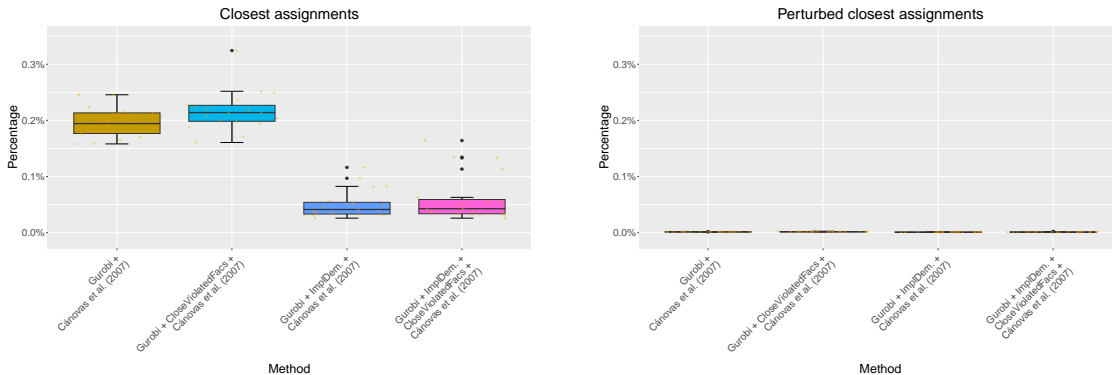 Closest assignments
Percentage
0.3%
0.2%
0.1%
0.0%
Gurobi +
Cánovas et al. (2007)
Gurobi + CloseViolatedFacs +
Cánovas et al. (2007)
Gurobi + ImplDem. +
Cánovas et al. (2007)
Gurobi + ImplDem. +
CloseViolatedFacs +
Cánovas et al. (2007)
Method
Perturbed closest assignments
Percentage
0.3%
0.2%
0.1%
0.0%
Gurobi +
Cánovas et al. (2007)
Gurobi + CloseViolatedFacs +
Cánovas et al. (2007)
Gurobi + ImplDem. +
Cánovas et al. (2007)
Gurobi + ImplDem. +
CloseViolatedFacs +
Cánovas et al. (2007)
Method